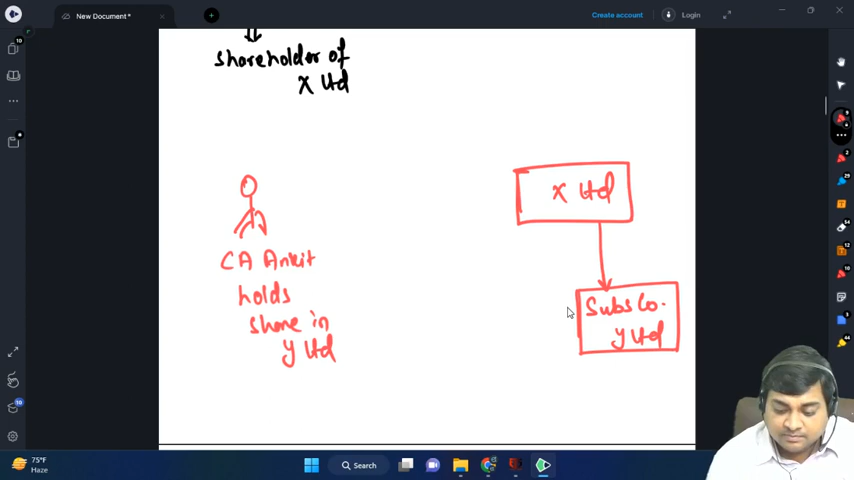 New Document*
Create account
Login
shareholder of
X Ltd
X Ltd
CA Ankit
holds
share in
Y Ltd
Subs Co.
Y Ltd
75°F
Haze
Search